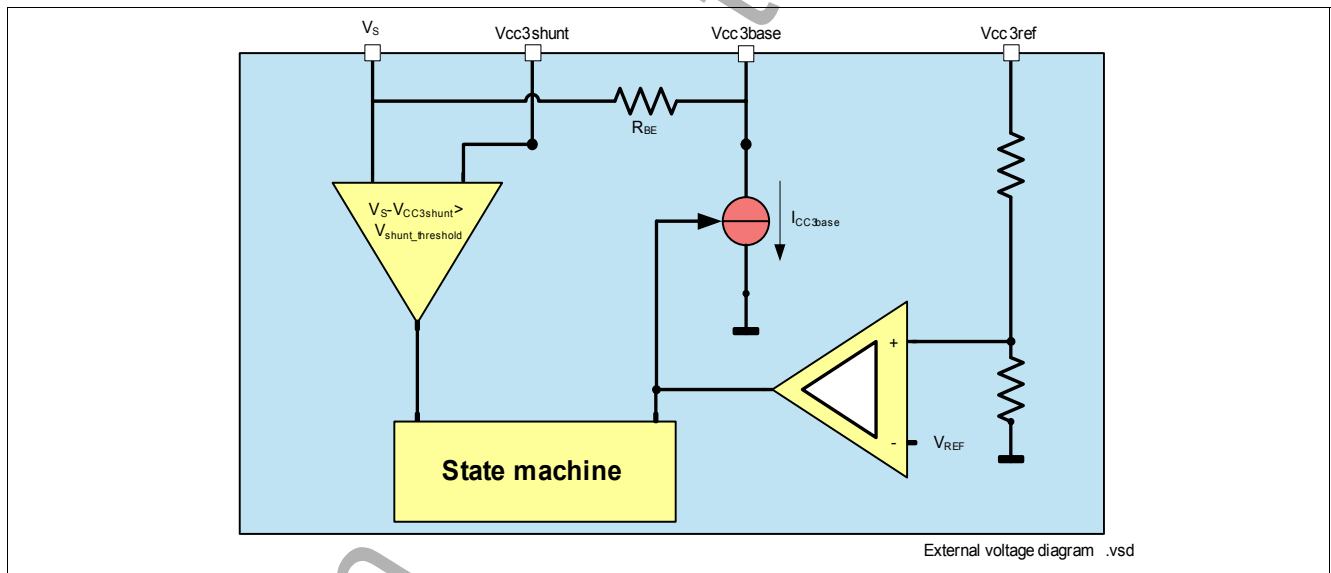 VS
Vcc3shunt
Vcc3base
Vcc3ref
RBE
VS-VCC3shunt>
Vshunt_threshold
ICC3base
+
-
VREF
State machine
External voltage diagram .vsd